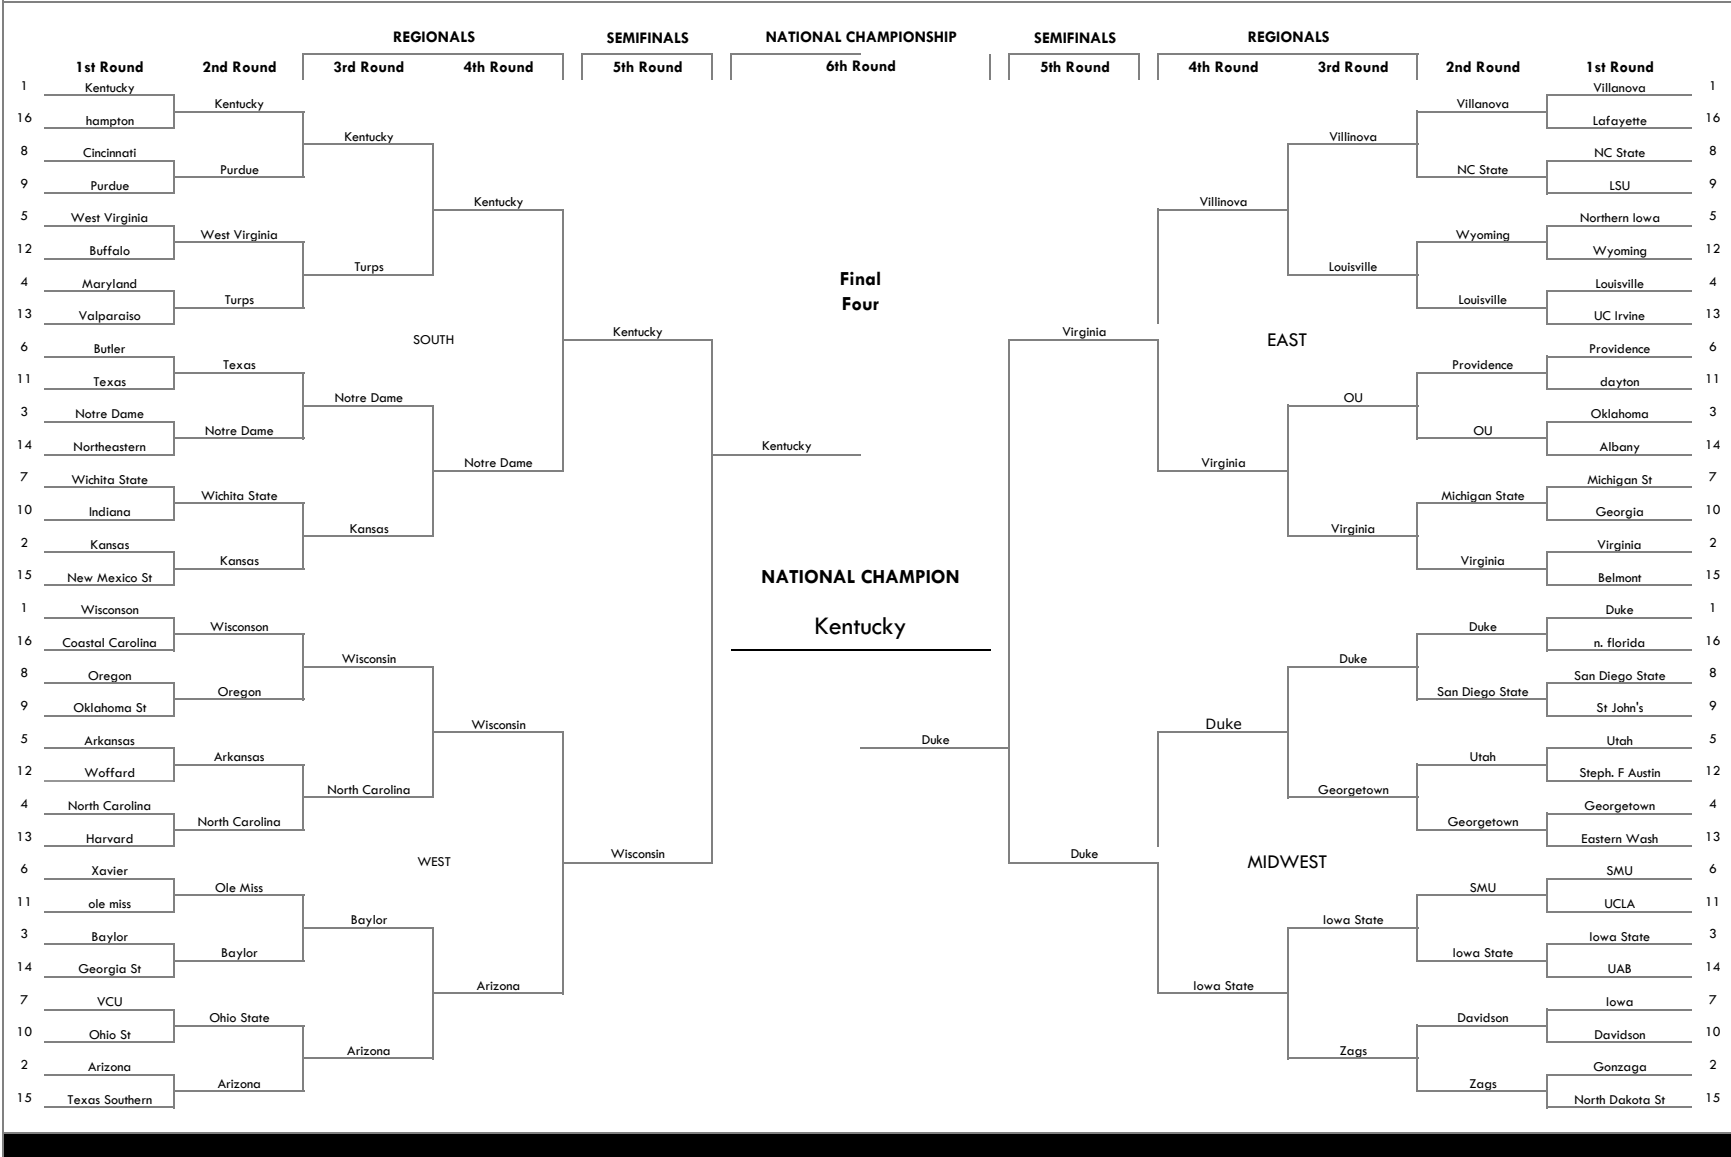 REGIONALS SEMIFINALS NATIONAL CHAMPIONSHIP SEMIFINALS REGIONALS
1st Round 2nd Round 3rd Round 4th Round 5th Round 6th Round 5th Round 4th Round 3rd Round 2nd Round 1st Round
1 Kentucky Villanova 1
Kentucky Villanova
16 hampton Lafayette 16
Kentucky Villinova
8 Cincinnati NC State 8
Purdue NC State
9 Purdue LSU 9
Kentucky Villinova
5 West Virginia Northern Iowa 5
West Virginia Wyoming
12 Buffalo Wyoming 12
Turps Louisville
Final
4 Maryland Louisville 4
Turps Four Louisville
13 Valparaiso UC Irvine 13
Kentucky Virginia
SOUTH EAST
6 Butler Providence 6
Texas Providence
11 Texas dayton 11
Notre Dame OU
3 Notre Dame Oklahoma 3
Notre Dame OU
14 Northeastern Kentucky Albany 14
Notre Dame Virginia
7 Wichita State Michigan St 7
Wichita State Michigan State
10 Indiana Georgia 10
Kansas Virginia
2 Kansas Virginia 2
Kansas Virginia
15 New Mexico St NATIONAL CHAMPION Belmont 15
1 Wisconson Duke 1
Wisconson Kentucky Duke
16 Coastal Carolina n. florida 16
Wisconsin Duke
8 Oregon San Diego State 8
Oregon San Diego State
9 Oklahoma St St John's 9
Wisconsin Duke
5 Arkansas Duke Utah 5
Arkansas Utah
12 Woffard Steph. F Austin 12
North Carolina Georgetown
4 North Carolina Georgetown 4
North Carolina Georgetown
13 Harvard Eastern Wash 13
Wisconsin Duke
WEST MIDWEST
6 Xavier SMU 6
Ole Miss SMU
11 ole miss UCLA 11
Baylor Iowa State
3 Baylor Iowa State 3
Baylor Iowa State
14 Georgia St UAB 14
Arizona Iowa State
7 VCU Iowa 7
Ohio State Davidson
10 Ohio St Davidson 10
Arizona Zags
2 Arizona Gonzaga 2
Arizona Zags
15 Texas Southern North Dakota St 15